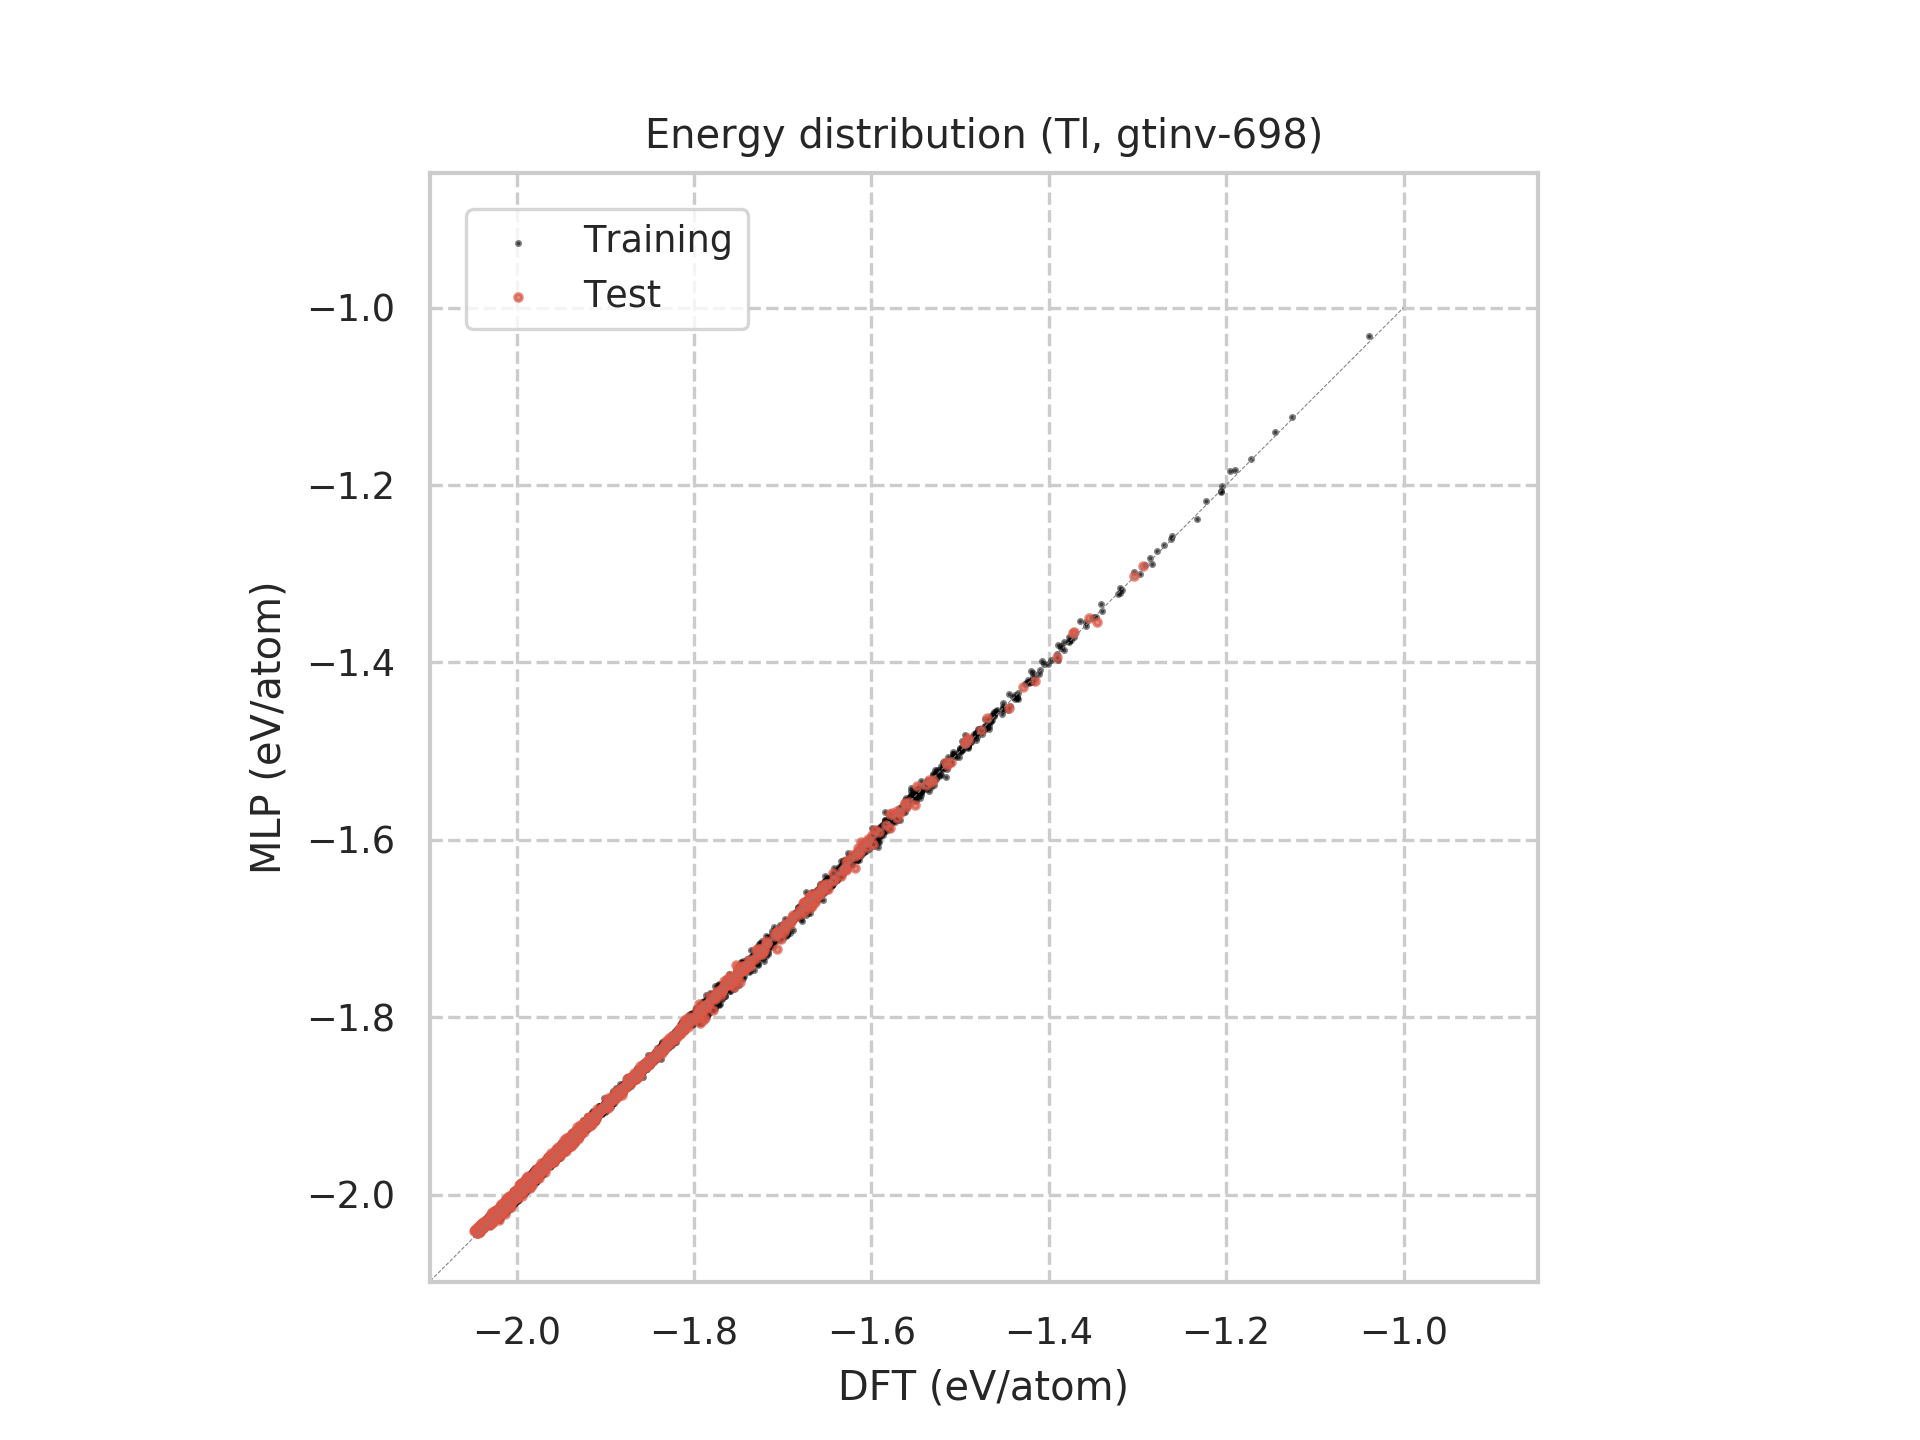 Energy distribution (Tl, gtinv-698)
Training
Test
−1.0
−1.2
−1.4
−1.6
−1.8
−2.0
MLP (eV/atom)
−2.0 −1.8 −1.6 −1.4 −1.2 −1.0
DFT (eV/atom)